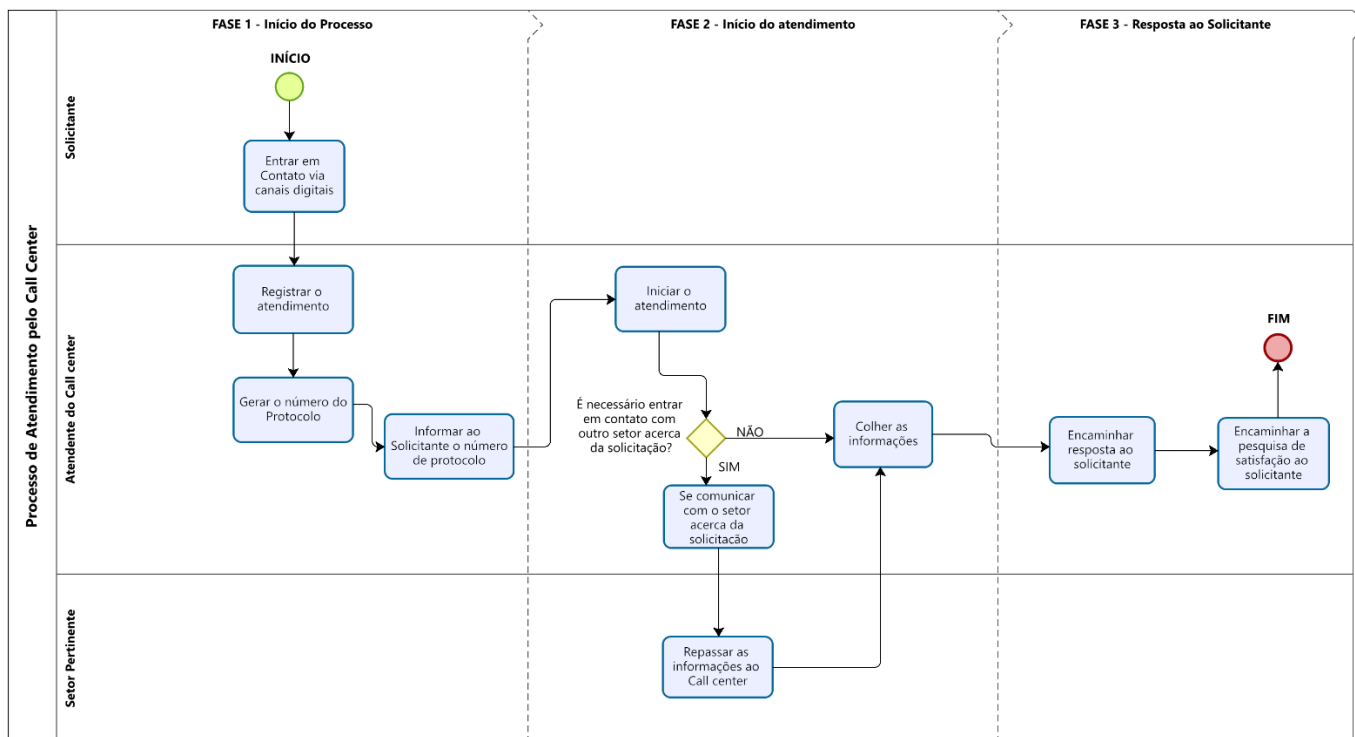 Processo de Atendimento pelo Call Center
FASE 1 - Início do Processo
FASE 2 - Início do atendimento
FASE 3 - Resposta ao Solicitante
Solicitante
INÍCIO
Entrar em
Contato via
canais digitais
Atendente do Call center
Registrar o
atendimento
Gerar o número do
Protocolo
Informar ao
Solicitante o número
de protocolo
Iniciar o
atendimento
É necessário entrar
em contato com
outro setor acerca
da solicitação?
NÃO
SIM
Se comunicar
com o setor
acerca da
solicitação
Colher as
informações
Encaminhar
resposta ao
solicitante
Encaminhar a
pesquisa de
satisfação ao
solicitante
FIM
Setor Pertinente
Repassar as
informações ao
Call center